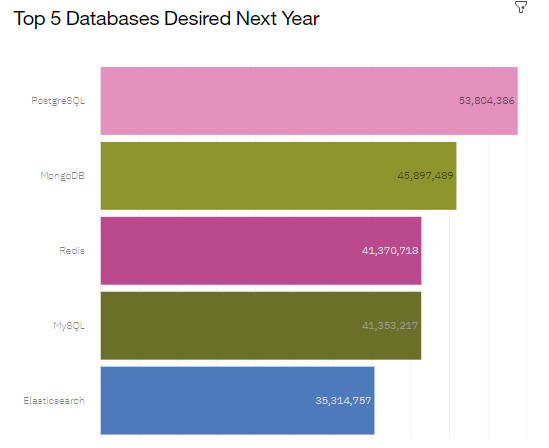 Top 5 Databases Desired Next Year
PostgreSQL 53,804,386
MongoDB 45,897,489
Redis 41,370,718
MySQL 41,353,217
Elasticsearch 35,314,757